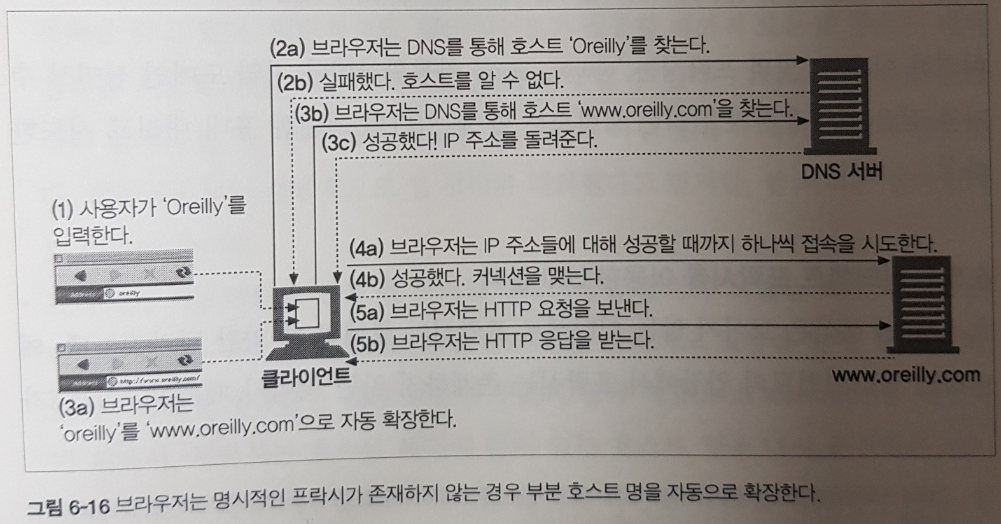 (2a) 브라우저는 DNS를 통해 호스트 ‘Oreilly’를 찾는다.
(2b) 실패했다. 호스트를 알 수 없다.
(3b) 브라우저는 DNS를 통해 호스트 ‘www.oreilly.com’을 찾는다.
(3c) 성공했다! IP 주소를 돌려준다.
DNS 서버
(1) 사용자가 ‘Oreilly’를
입력한다.
oreilly
(4a) 브라우저는 IP 주소들에 대해 성공할 때까지 하나씩 접속을 시도한다.
(4b) 성공했다. 커넥션을 맺는다.
(5a) 브라우저는 HTTP 요청을 보낸다.
(5b) 브라우저는 HTTP 응답을 받는다.
http://www.oreilly.com/
클라이언트
www.oreilly.com
(3a) 브라우저는
‘oreilly’를 ‘www.oreilly.com’으로 자동 확장한다.
그림 6-16 브라우저는 명시적인 프락시가 존재하지 않는 경우 부분 호스트 명을 자동으로 확장한다.